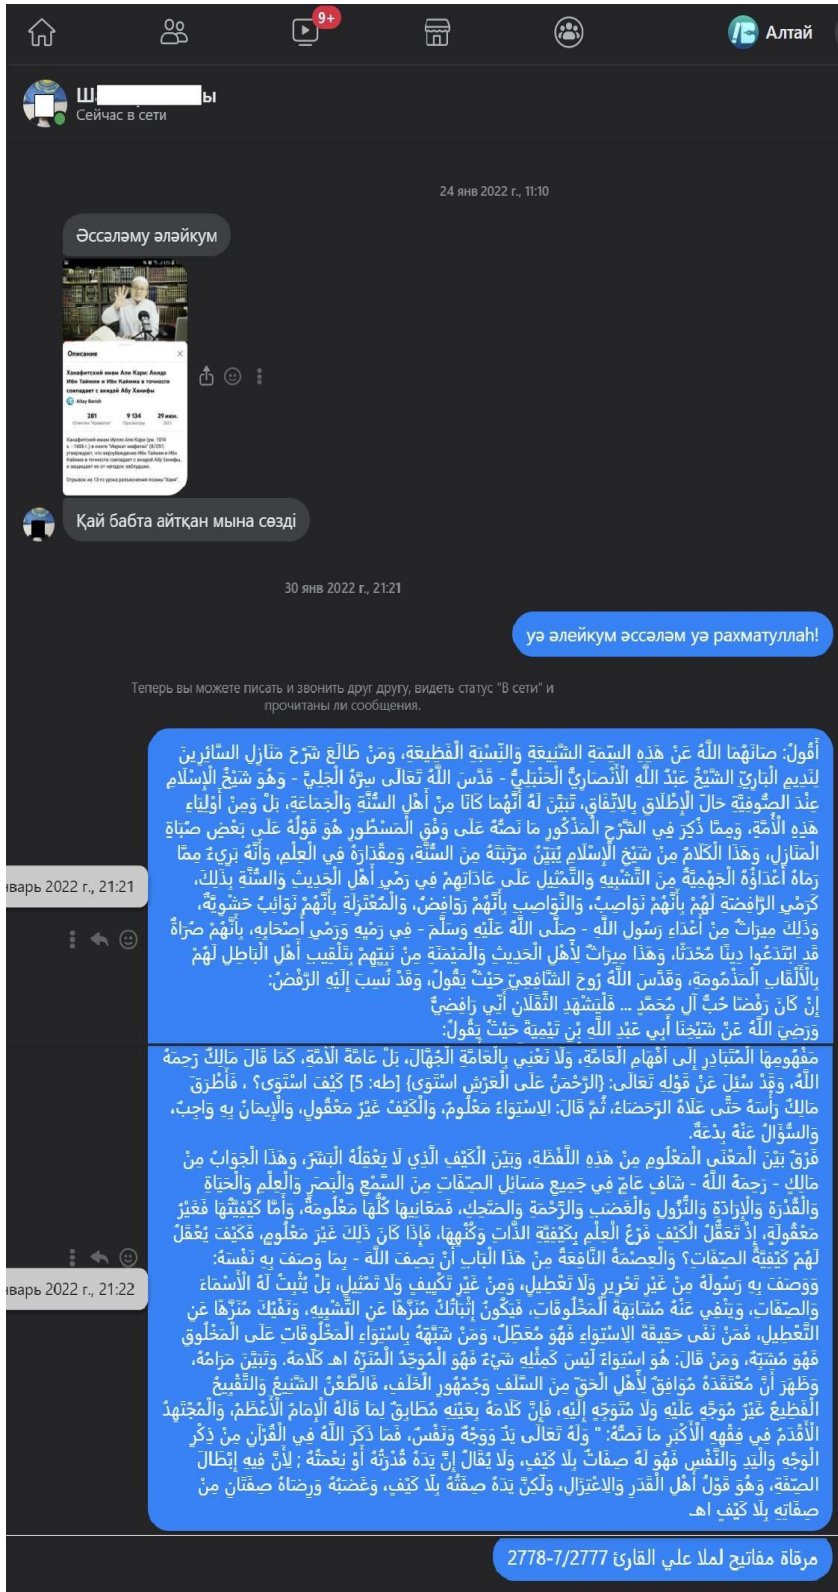 9+
Алтай
Ш ы
Сейчас в сети
24 янв 2022 г., 11:10
Әссәләму әләйкум
Описание
Ханафитский имам Али Кари: Акида
Ибн Таймии и Ибн Каййма в точности
совпадает с акидой Абу Ханифы
281 9 134 29 июн.
Қай бабта айтқан мына сөзді
30 янв 2022 г., 21:21
уә әлейкум әссәләм уә рахматуллаһ!
Теперь вы можете писать и звонить друг другу, видеть статус "В сети" и
прочитаны ли сообщения.
أَقُولُ: صَانَهُمَا اللَّهُ عَنْ هَذِهِ السِّمَةِ الشَّنِيعَةِ وَالنِّسْبَةِ الْفَظِيعَةِ، وَمَنْ طَالَعَ شَرْحَ مَنَازِلِ السَّائِرِينَ
لِنَدِيمِ الْبَارِيِّ الشَّيْخُ عَبْدُ اللَّهِ الْأَنْصَارِيُّ الْحَنْبَلِيُّ - قَدَّسَ اللَّهُ تَعَالَى سِرَّهُ الْجَلِيَّ - وَهُوَ شَيْخُ الْإِسْلَامِ
عِنْدَ الصُّوفِيَّةِ حَالَ الْإِطْلَاقِ بِالِاتِّفَاقِ، تَبَيَّنَ لَهُ أَنَّهُمَا كَانَا مِنْ أَهْلِ السُّنَّةِ وَالْجَمَاعَةِ، بَلْ وَمِنْ أَوْلِيَاءِ
هَذِهِ الْأُمَّةِ، وَمِمَّا ذُكِرَ فِي الشَّرْحِ الْمَذْكُورِ مَا نَصُّهُ عَلَى وَفْقِ الْمَسْطُورِ هُوَ قَوْلُهُ عَلَى بَعْضِ صَبَاةِ
الْمَنَازِلِ، وَهَذَا الْكَلَامُ مِنْ شَيْخِ الْإِسْلَامِ يُبَيِّنُ مَرْتَبَتَهُ مِنَ السُّنَّةِ، وَمِقْدَارَهُ فِي الْعِلْمِ، وَأَنَّهُ بَرِيءٌ مِمَّا
رَمَاهُ أَعْدَاؤُهُ الْجَهْمِيَّةُ مِنَ التَّشْبِيهِ وَالتَّمْثِيلِ عَلَى عَادَاتِهِمْ فِي رَمْيِ أَهْلِ الْحَدِيثِ وَالسُّنَّةِ بِذَلِكَ،
كَرَمْيِ الرَّافِضَةِ لَهُمْ بِأَنَّهُمْ نَوَاصِبُ، وَالنَّوَاصِبِ بِأَنَّهُمْ رَوَافِضُ، وَالْمُعْتَزِلَةِ بِأَنَّهُمْ نَوَائِبُ حَشْوِيَّةٌ،
وَذَلِكَ مِيرَاثٌ مِنْ أَعْدَاءِ رَسُولِ اللَّهِ - صَلَّى اللَّهُ عَلَيْهِ وَسَلَّمَ - فِي رَمْيِهِ وَرَمْيِ أَصْحَابِهِ، بِأَنَّهُمْ صَرَاةٌ
قَدِ ابْتَدَعُوا دِينًا مُحْدَثًا، وَهَذَا مِيرَاثٌ لِأَهْلِ الْحَدِيثِ وَالْمَيْمَنَةِ مِنْ نَبِيِّهِمْ بِتَلْقِيبِ أَهْلِ الْبَاطِلِ لَهُمْ
بِالْأَلْقَابِ الْمَذْمُومَةِ، وَقَدَّسَ اللَّهُ رُوحَ الشَّافِعِيِّ حَيْثُ يَقُولُ، وَقَدْ نُسِبَ إِلَيْهِ الرَّفْضُ:
إِنْ كَانَ رَفْضًا حُبُّ آلِ مُحَمَّدٍ ... فَلْيَشْهَدِ الثَّقَلَانِ أَنِّي رَافِضِيٌّ
وَرَضِيَ اللَّهُ عَنْ شَيْخِنَا أَبِي عَبْدِ اللَّهِ بْنِ تَيْمِيَةَ حَيْثُ يَقُولُ:
нварь 2022 г., 21:21
مَفْهُومِهَا الْمُتَبَادِرِ إِلَى أَفْهَامِ الْعَامَّةِ، وَلَا نَعْنِي بِالْعَامَّةِ الْجُهَّالَ، بَلْ عَامَّةَ الْأُمَّةِ، كَمَا قَالَ مَالِكٌ رَحِمَهُ
اللَّهُ، وَقَدْ سُئِلَ عَنْ قَوْلِهِ تَعَالَى: {الرَّحْمَنُ عَلَى الْعَرْشِ اسْتَوَى} [طه: 5] كَيْفَ اسْتَوَى؟ ، فَأَطْرَقَ
مَالِكٌ رَأْسَهُ حَتَّى عَلَاهُ الرُّحَضَاءُ، ثُمَّ قَالَ: الِاسْتِوَاءُ مَعْلُومٌ، وَالْكَيْفُ غَيْرُ مَعْقُولٍ، وَالْإِيمَانُ بِهِ وَاجِبٌ،
وَالسُّؤَالُ عَنْهُ بِدْعَةٌ.
فَرْقٌ بَيْنَ الْمَعْنَى الْمَعْلُومِ مِنْ هَذِهِ اللَّفْظَةِ، وَبَيْنَ الْكَيْفِ الَّذِي لَا يَعْقِلُهُ الْبَشَرُ، وَهَذَا الْجَوَابُ مِنْ
مَالِكٍ - رَحِمَهُ اللَّهُ - شَافٍ عَامٌّ فِي جَمِيعِ مَسَائِلِ الصِّفَاتِ مِنَ السَّمْعِ وَالْبَصَرِ وَالْعِلْمِ وَالْحَيَاةِ
وَالْقُدْرَةِ وَالْإِرَادَةِ وَالنُّزُولِ وَالْغَضَبِ وَالرَّحْمَةِ وَالضَّحِكِ، فَمَعَانِيهَا كُلُّهَا مَعْلُومَةٌ، وَأَمَّا كَيْفِيَّتُهَا فَغَيْرُ
مَعْقُولَةٍ، إِذْ تَعَقُّلُ الْكَيْفِ فَرْعُ الْعِلْمِ بِكَيْفِيَّةِ الذَّاتِ وَكُنْهِهَا، فَإِذَا كَانَ ذَلِكَ غَيْرَ مَعْلُومٍ، فَكَيْفَ يُعْقَلُ
لَهُمْ كَيْفِيَّةُ الصِّفَاتِ؟ وَالْعِصْمَةُ النَّافِعَةُ مِنْ هَذَا الْبَابِ أَنْ يَصِفَ اللَّهَ - بِمَا وَصَفَ بِهِ نَفْسَهُ:
وَوَصَفَ بِهِ رَسُولُهُ مِنْ غَيْرِ تَحْرِيرٍ وَلَا تَعْطِيلٍ، وَمِنْ غَيْرِ تَكْيِيفٍ وَلَا تَمْثِيلٍ، بَلْ يُثْبِتُ لَهُ الْأَسْمَاءَ
وَالصِّفَاتِ، وَيَنْفِي عَنْهُ مُشَابَهَةَ الْمَخْلُوقَاتِ، فَيَكُونُ إِثْبَاتُكَ مُنَزَّهًا عَنِ التَّشْبِيهِ، وَنَفْيُكَ مُنَزَّهًا عَنِ
التَّعْطِيلِ، فَمَنْ نَفَى حَقِيقَةَ الِاسْتِوَاءِ فَهُوَ مُعَطِّلٌ، وَمَنْ شَبَّهَهُ بِاسْتِوَاءِ الْمَخْلُوقَاتِ عَلَى الْمَخْلُوقِ
فَهُوَ مُشَبِّهٌ، وَمَنْ قَالَ: هُوَ اسْتِوَاءٌ لَيْسَ كَمِثْلِهِ شَيْءٌ فَهُوَ الْمُوَحِّدُ الْمُنَزِّهُ اهـ كَلَامُهُ. وَتَبَيَّنَ مَرَامُهُ،
وَظَهَرَ أَنَّ مُعْتَقَدَهُ مُوَافِقٌ لِأَهْلِ الْحَقِّ مِنَ السَّلَفِ وَجُمْهُورِ الْخَلَفِ، فَالطَّعْنُ الشَّنِيعُ وَالتَّقْبِيحُ
الْفَظِيعُ غَيْرُ مُوَجَّهٍ عَلَيْهِ وَلَا مُتَوَجِّهٍ إِلَيْهِ، فَإِنَّ كَلَامَهُ بِعَيْنِهِ مُطَابِقٌ لِمَا قَالَهُ الْإِمَامُ الْأَعْظَمُ، وَالْمُجْتَهِدُ
الْأَقْدَمُ فِي فِقْهِهِ الْأَكْبَرِ مَا نَصُّهُ: " وَلَهُ تَعَالَى يَدٌ وَوَجْهٌ وَنَفْسٌ، فَمَا ذَكَرَ اللَّهُ فِي الْقُرْآنِ مِنْ ذِكْرِ
الْوَجْهِ وَالْيَدِ وَالنَّفْسِ فَهُوَ لَهُ صِفَاتٌ بِلَا كَيْفٍ، وَلَا يُقَالُ إِنَّ يَدَهُ قُدْرَتُهُ أَوْ نِعْمَتُهُ ; لِأَنَّ فِيهِ إِبْطَالَ
الصِّفَةِ، وَهُوَ قَوْلُ أَهْلِ الْقَدَرِ وَالِاعْتِزَالِ، وَلَكِنَّ يَدَهُ صِفَتُهُ بِلَا كَيْفٍ، وَغَضَبُهُ وَرِضَاهُ صِفَتَانِ مِنْ
صِفَاتِهِ بِلَا كَيْفٍ اهـ
нварь 2022 г., 21:22
مرقاة مفاتيح لملا علي القارئ 7/2777-2778